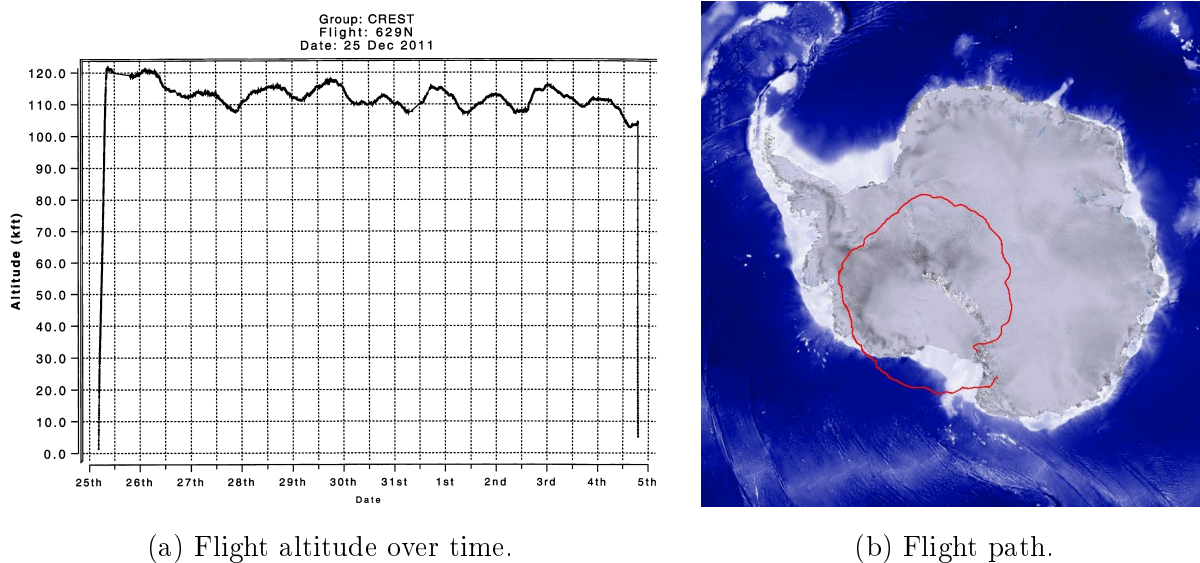 Group: CREST
Flight: 629N
Date: 25 Dec 2011
120.0
110.0
100.0
90.0
80.0
70.0
60.0
50.0
40.0
30.0
20.0
10.0
0.0
Altitude (kft)
25th 26th 27th 28th 29th 30th 31st 1st 2nd 3rd 4th 5th
Date
(a) Flight altitude over time.
(b) Flight path.